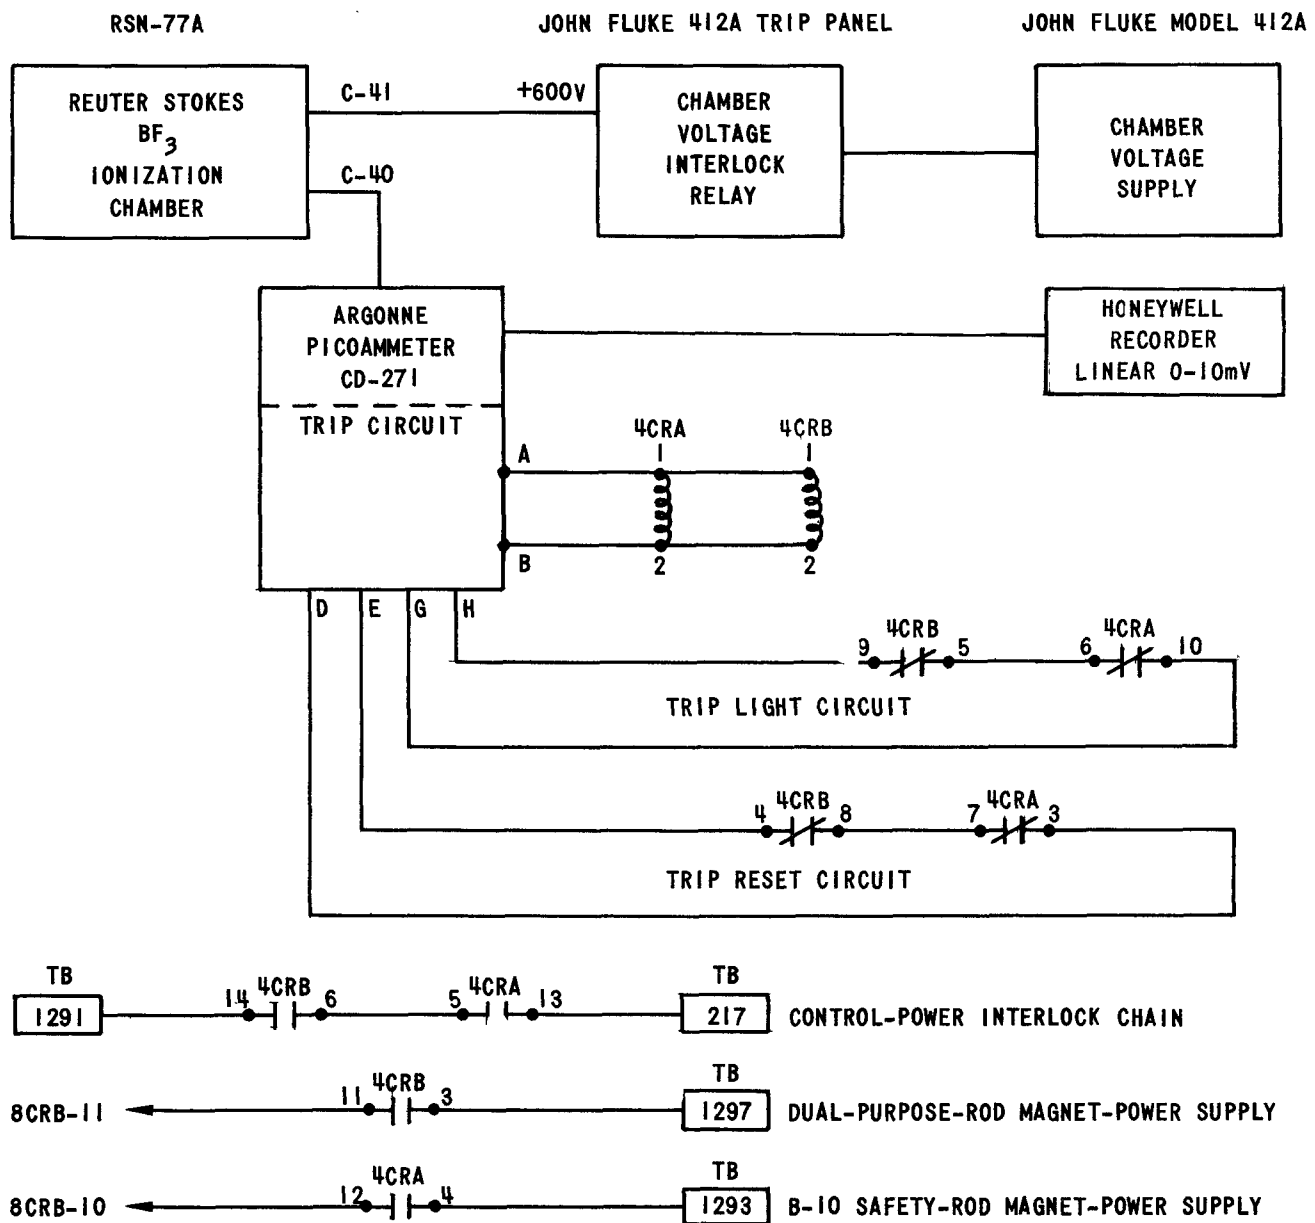 RSN-77A
JOHN FLUKE 412A TRIP PANEL
JOHN FLUKE MODEL 412A
REUTER STOKES
BF3
IONIZATION
CHAMBER
C-41
+600V
C-40
CHAMBER
VOLTAGE
INTERLOCK
RELAY
CHAMBER
VOLTAGE
SUPPLY
ARGONNE
PICOAMMETER
CD-271
TRIP CIRCUIT
HONEYWELL
RECORDER
LINEAR 0-10mV
4CRA
1
4CRB
1
A
B
2
2
D
E
G
H
9
4CRB
5
6
4CRA
10
TRIP LIGHT CIRCUIT
4
4CRB
8
7
4CRA
3
TRIP RESET CIRCUIT
TB
1291
14
4CRB
6
5
4CRA
13
TB
217
CONTROL-POWER INTERLOCK CHAIN
8CRB-11
11
4CRB
3
TB
1297
DUAL-PURPOSE-ROD MAGNET-POWER SUPPLY
8CRB-10
12
4CRA
4
TB
1293
B-10 SAFETY-ROD MAGNET-POWER SUPPLY